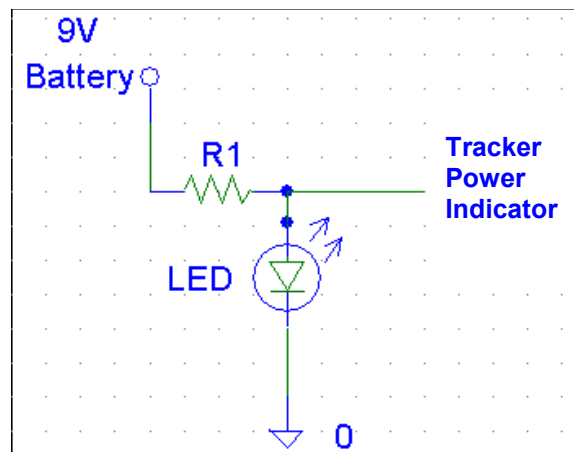 9V
Battery
R1
Tracker
Power
Indicator
LED
0